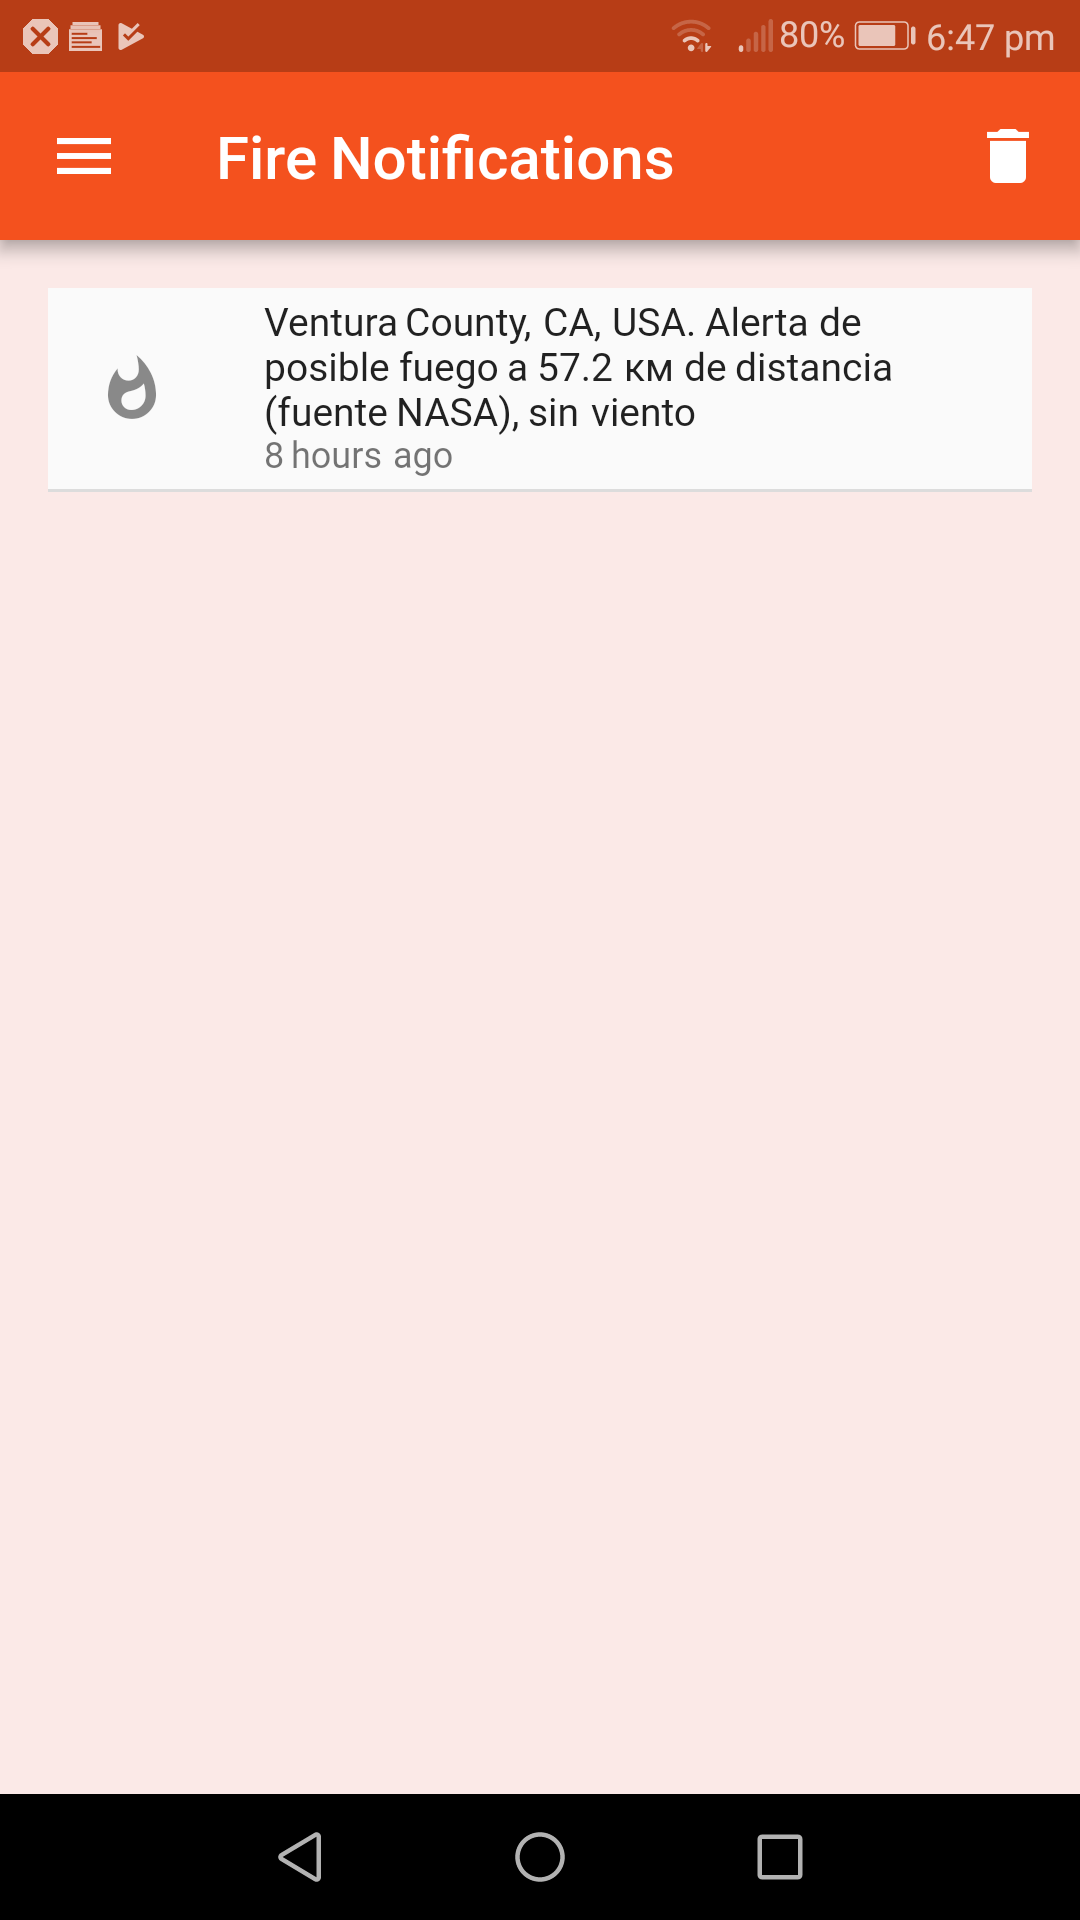 80% 6:47 pm
Fire Notifications
Ventura County, CA, USA. Alerta de
posible fuego a 57.2 км de distancia
(fuente NASA), sin viento
8 hours ago